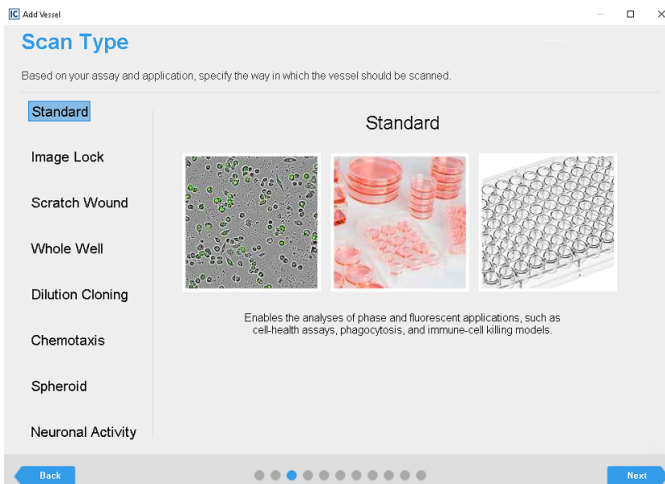 IC Add Vessel
Scan Type
Based on your assay and application, specify the way in which the vessel should be scanned.
Standard
Image Lock
Scratch Wound
Whole Well
Dilution Cloning
Chemotaxis
Spheroid
Neuronal Activity
Standard
Enables the analyses of phase and fluorescent applications, such as
cell-health assays, phagocytosis, and immune-cell killing models.
Back
Next